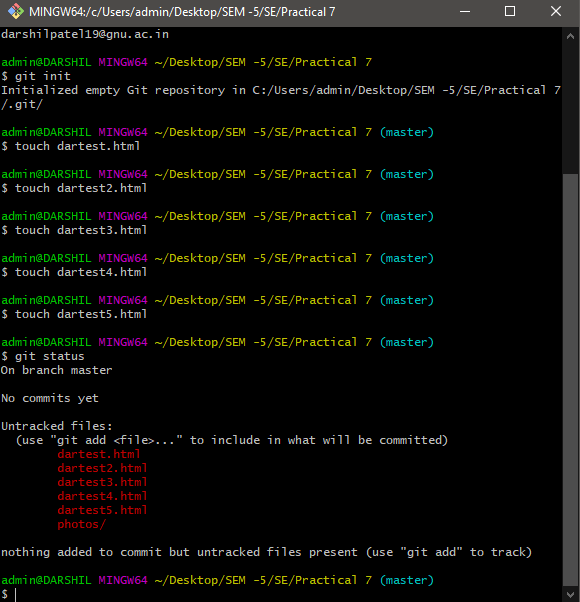 MINGW64:/c/Users/admin/Desktop/SEM -5/SE/Practical 7
darshilpatel19@gnu.ac.in
admin@DARSHIL MINGW64 ~/Desktop/SEM -5/SE/Practical 7
$ git init
Initialized empty Git repository in C:/Users/admin/Desktop/SEM -5/SE/Practical 7
/.git/
admin@DARSHIL MINGW64 ~/Desktop/SEM -5/SE/Practical 7 (master)
$ touch dartest.html
admin@DARSHIL MINGW64 ~/Desktop/SEM -5/SE/Practical 7 (master)
$ touch dartest2.html
admin@DARSHIL MINGW64 ~/Desktop/SEM -5/SE/Practical 7 (master)
$ touch dartest3.html
admin@DARSHIL MINGW64 ~/Desktop/SEM -5/SE/Practical 7 (master)
$ touch dartest4.html
admin@DARSHIL MINGW64 ~/Desktop/SEM -5/SE/Practical 7 (master)
$ touch dartest5.html
admin@DARSHIL MINGW64 ~/Desktop/SEM -5/SE/Practical 7 (master)
$ git status
On branch master
No commits yet
Untracked files:
  (use "git add <file>..." to include in what will be committed)
        dartest.html
        dartest2.html
        dartest3.html
        dartest4.html
        dartest5.html
        photos/
nothing added to commit but untracked files present (use "git add" to track)
admin@DARSHIL MINGW64 ~/Desktop/SEM -5/SE/Practical 7 (master)
$